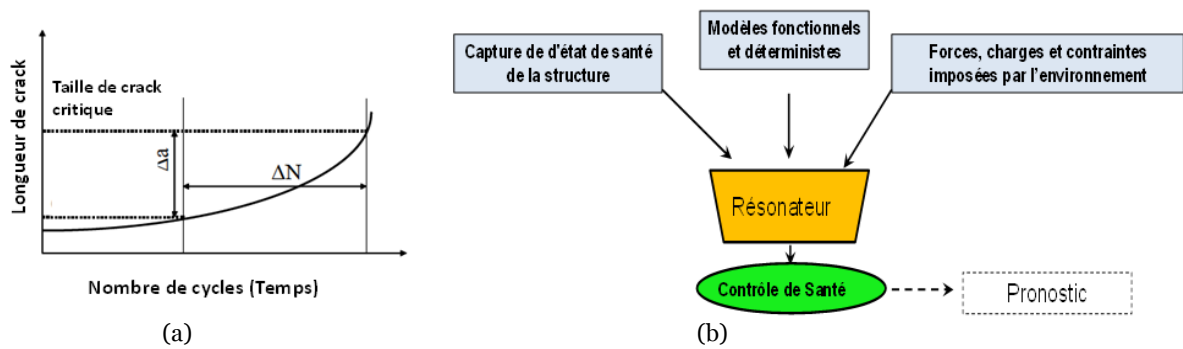 Longueur de crack
Taille de crack
critique
Δa
ΔN
Nombre de cycles (Temps)
(a)
Capture de d'état de santé
de la structure
Modèles fonctionnels
et déterministes
Forces, charges et contraintes
imposées par l'environnement
Résonateur
Contrôle de Santé
Pronostic
(b)